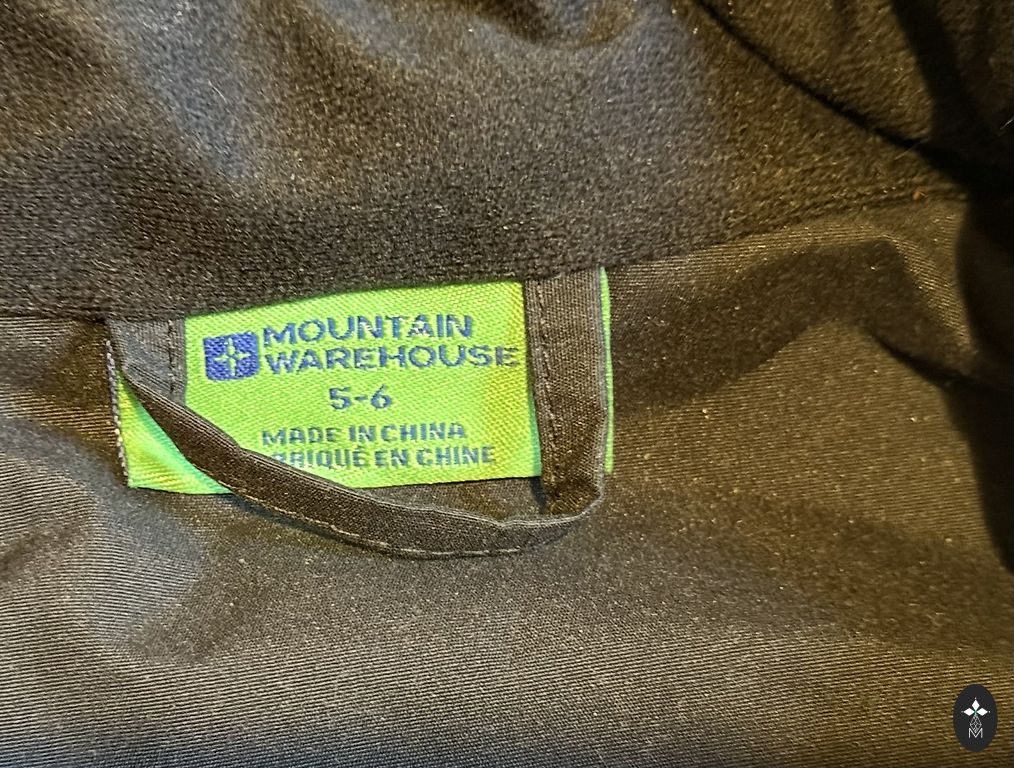 MOUNTAIN
WAREHOUSE
5-6
MADE IN CHINA
EN CHINE
M